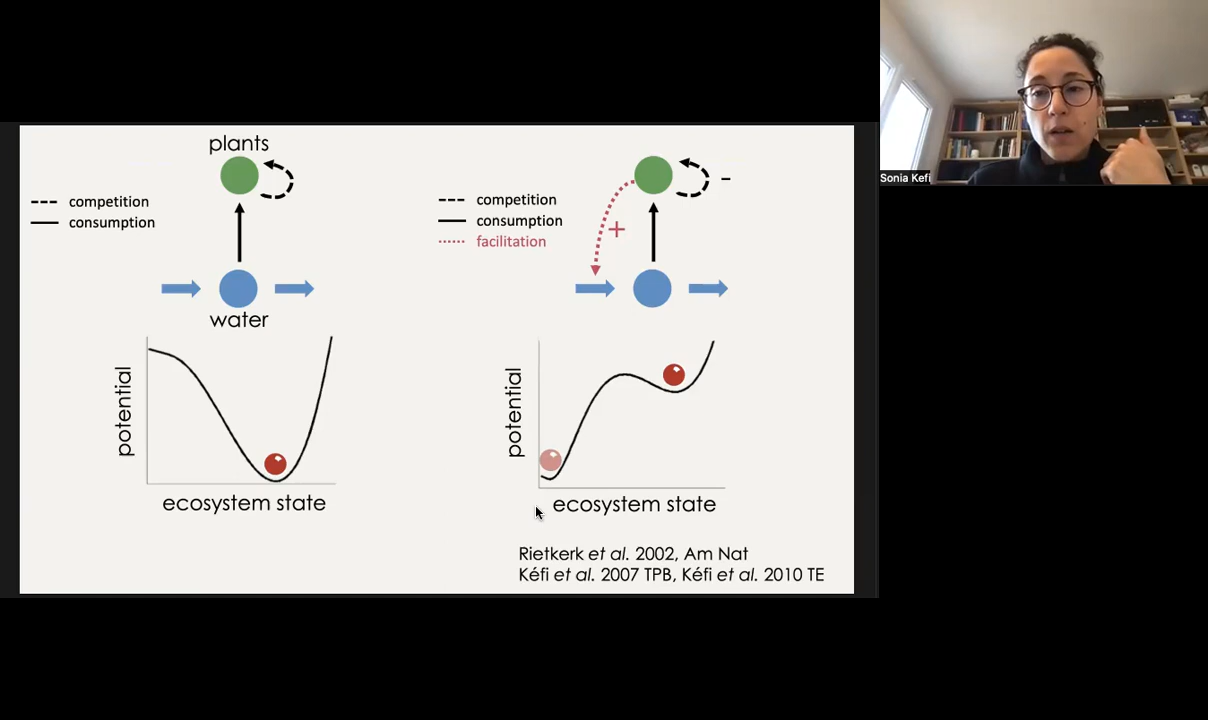 plants
competition
consumption
water
potential
ecosystem state
competition
consumption
facilitation
+
–
potential
ecosystem state
Rietkerk et al. 2002, Am Nat
Kéfi et al. 2007 TPB, Kéfi et al. 2010 TE
Sonia Kefi